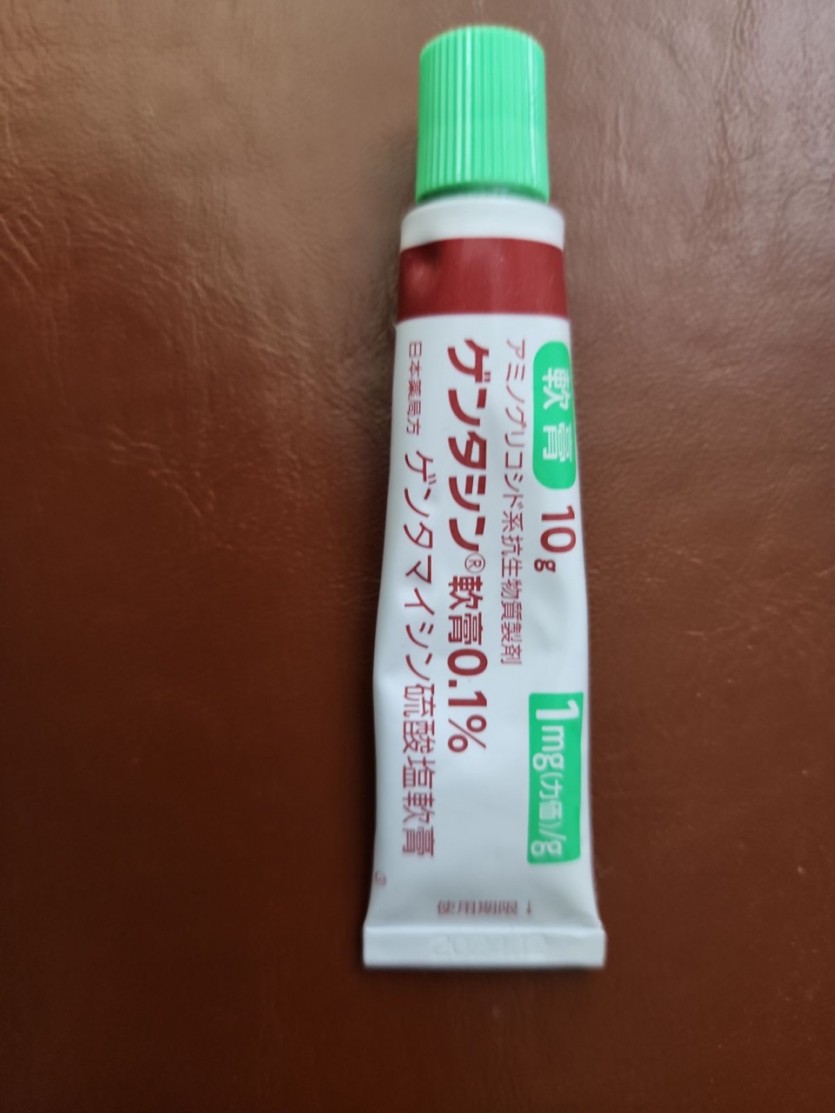 軟膏 10g
1mg(力価)/g
アミノグリコシド系抗生物質製剤
ゲンタシン®軟膏0.1%
日本薬局方 ゲンタマイシン硫酸塩軟膏
使用期限